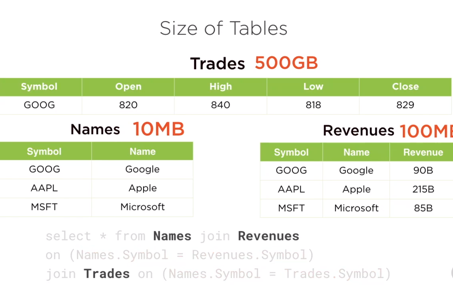 Size of Tables
Trades 500GB
Symbol Open High Low Close
GOOG 820 840 818 829
Names 10MB
Symbol Name
GOOG Google
AAPL Apple
MSFT Microsoft
Revenues 100MB
Symbol Name Revenue
GOOG Google 90B
AAPL Apple 215B
MSFT Microsoft 85B
select * from Names join Revenues
on (Names.Symbol = Revenues.Symbol)
join Trades on (Names.Symbol = Trades.Symbol)